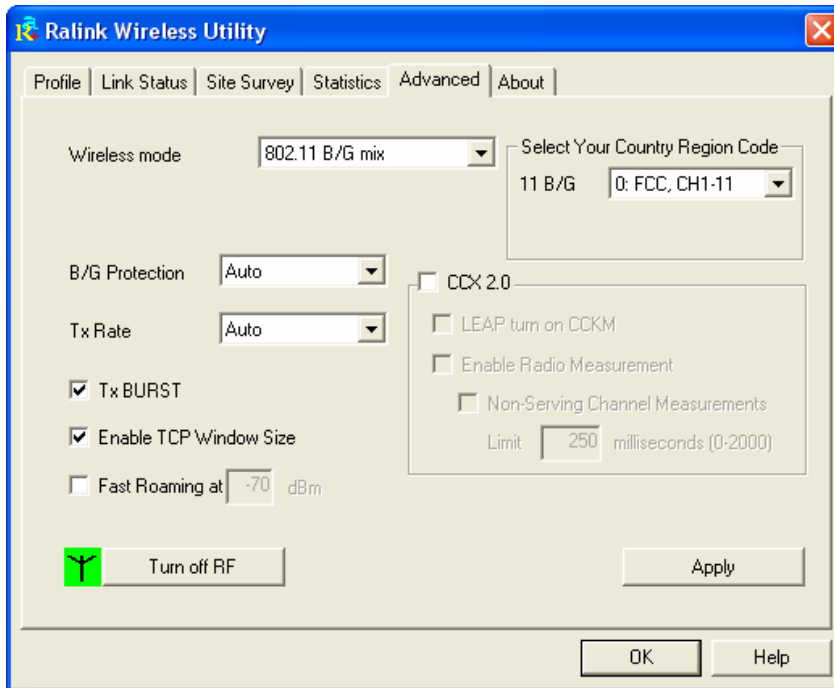 Ralink Wireless Utility
Profile Link Status Site Survey Statistics Advanced About
Wireless mode 802.11 B/G mix
Select Your Country Region Code
11 B/G 0: FCC, CH1-11
B/G Protection Auto
CCX 2.0
Tx Rate Auto
LEAP turn on CCKM
Enable Radio Measurement
Tx BURST
Non-Serving Channel Measurements
Enable TCP Window Size
Limit 250 milliseconds (0-2000)
Fast Roaming at -70 dBm
Turn off RF
Apply
OK Help